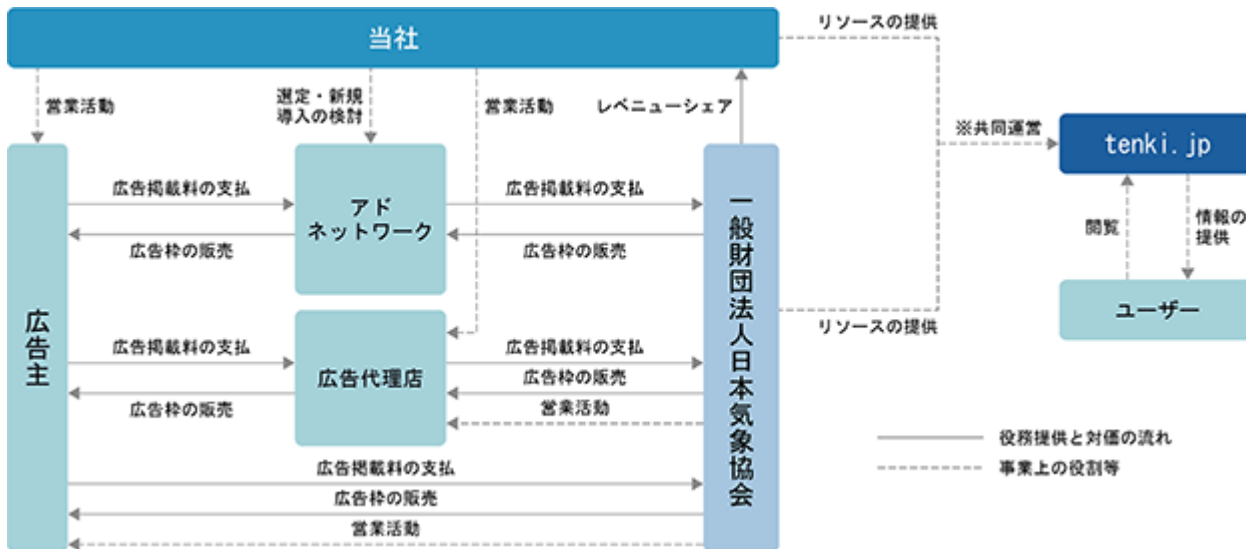 当社
リソースの提供
営業活動
選定・新規
導入の検討
営業活動
レベニューシェア
※共同運営
tenki.jp
広告掲載料の支払
アド
ネットワーク
広告掲載料の支払
広告枠の販売
広告枠の販売
閲覧
情報の
提供
ユーザー
リソースの提供
広告主
一般財団法人日本気象協会
広告掲載料の支払
広告代理店
広告掲載料の支払
広告枠の販売
広告枠の販売
営業活動
役務提供と対価の流れ
事業上の役割等
広告掲載料の支払
広告枠の販売
営業活動